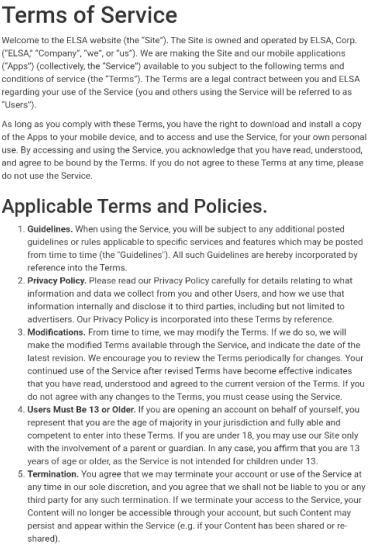 Terms of Service
Welcome to the ELSA website (the “Site”). The Site is owned and operated by ELSA, Corp.
(“ELSA,” “Company”, “we”, or “us”). We are making the Site and our mobile applications
(“Apps”) (collectively, the “Service”) available to you subject to the following terms and
conditions of service (the “Terms”). The Terms are a legal contract between you and ELSA
regarding your use of the Service (you and others using the Service will be referred to as
“Users”).
As long as you comply with these Terms, you have the right to download and install a copy
of the Apps to your mobile device, and to access and use the Service, for your own personal
use. By accessing and using the Service, you acknowledge that you have read, understood,
and agree to be bound by the Terms. If you do not agree to these Terms at any time, please
do not use the Service.
Applicable Terms and Policies.
1. Guidelines. When using the Service, you will be subject to any additional posted
guidelines or rules applicable to specific services and features which may be posted
from time to time (the “Guidelines”). All such Guidelines are hereby incorporated by
reference into the Terms.
2. Privacy Policy. Please read our Privacy Policy carefully for details relating to what
information and data we collect from you and other Users, and how we use that
information internally and disclose it to third parties, including but not limited to
advertisers. Our Privacy Policy is incorporated into these Terms by reference.
3. Modifications. From time to time, we may modify the Terms. If we do so, we will
make the modified Terms available through the Service, and indicate the date of the
latest revision. We encourage you to review the Terms periodically for changes. Your
continued use of the Service after revised Terms have become effective indicates
that you have read, understood and agreed to the current version of the Terms. If you
do not agree with any changes to the Terms, you must cease using the Service.
4. Users Must Be 13 or Older. If you are opening an account on behalf of yourself, you
represent that you are the age of majority in your jurisdiction and fully able and
competent to enter into these Terms. If you are under 18, you may use our Site only
with the involvement of a parent or guardian. In any case, you affirm that you are 13
years of age or older, as the Service is not intended for children under 13.
5. Termination. You agree that we may terminate your account or use of the Service at
any time in our sole discretion, and you agree that we shall not be liable to you or any
third party for any such termination. If we terminate your access to the Service, your
Content will no longer be accessible through your account, but such Content may
persist and appear within the Service (e.g. if your Content has been shared or re-
shared).